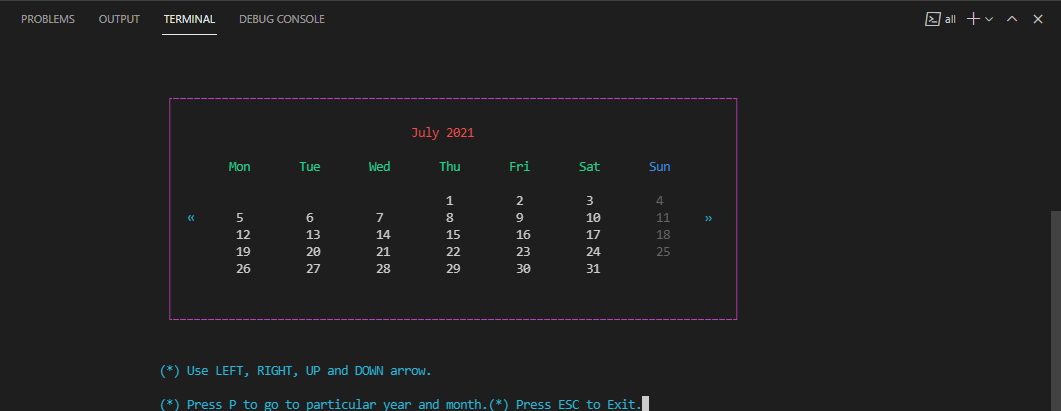 PROBLEMS OUTPUT TERMINAL DEBUG CONSOLE all
July 2021
Mon Tue Wed Thu Fri Sat Sun
1 2 3 4
« 5 6 7 8 9 10 11 »
12 13 14 15 16 17 18
19 20 21 22 23 24 25
26 27 28 29 30 31
(*) Use LEFT, RIGHT, UP and DOWN arrow.
(*) Press P to go to particular year and month.(*) Press ESC to Exit.